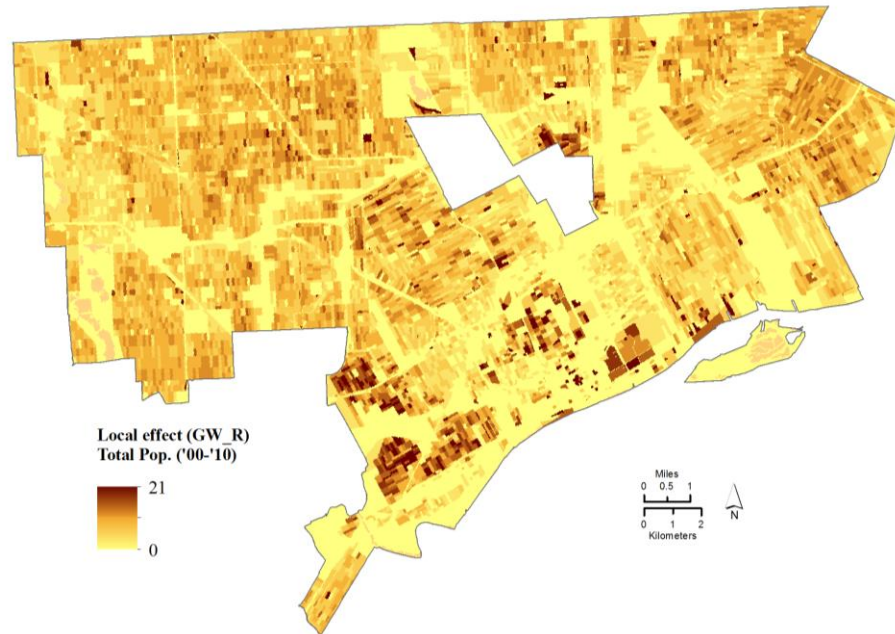 Local effect (GW_R)
Total Pop. ('00-'10)
21
0
Miles
0 0.5 1
0 1 2
Kilometers
N